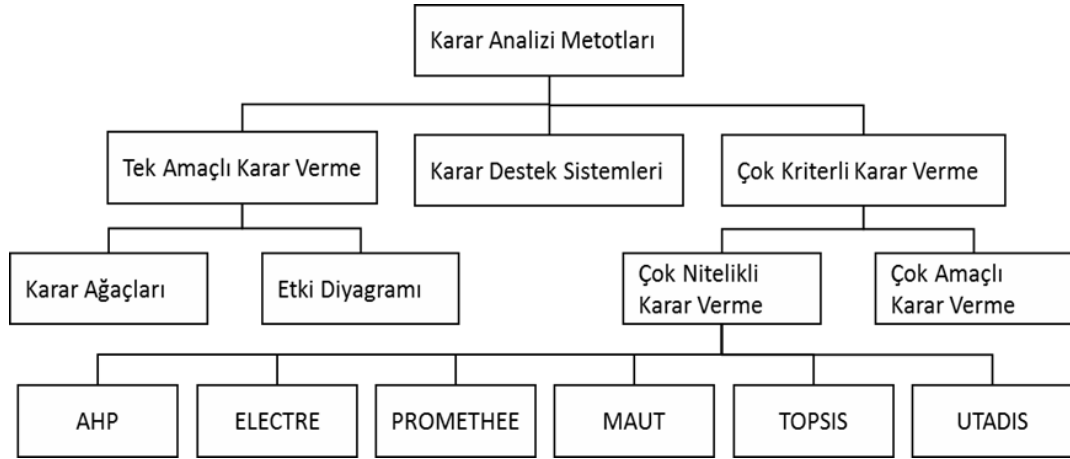 Karar Analizi Metotları
Tek Amaçlı Karar Verme
Karar Destek Sistemleri
Çok Kriterli Karar Verme
Karar Ağaçları
Etki Diyagramı
Çok Nitelikli
Karar Verme
Çok Amaçlı
Karar Verme
AHP
ELECTRE
PROMETHEE
MAUT
TOPSIS
UTADIS